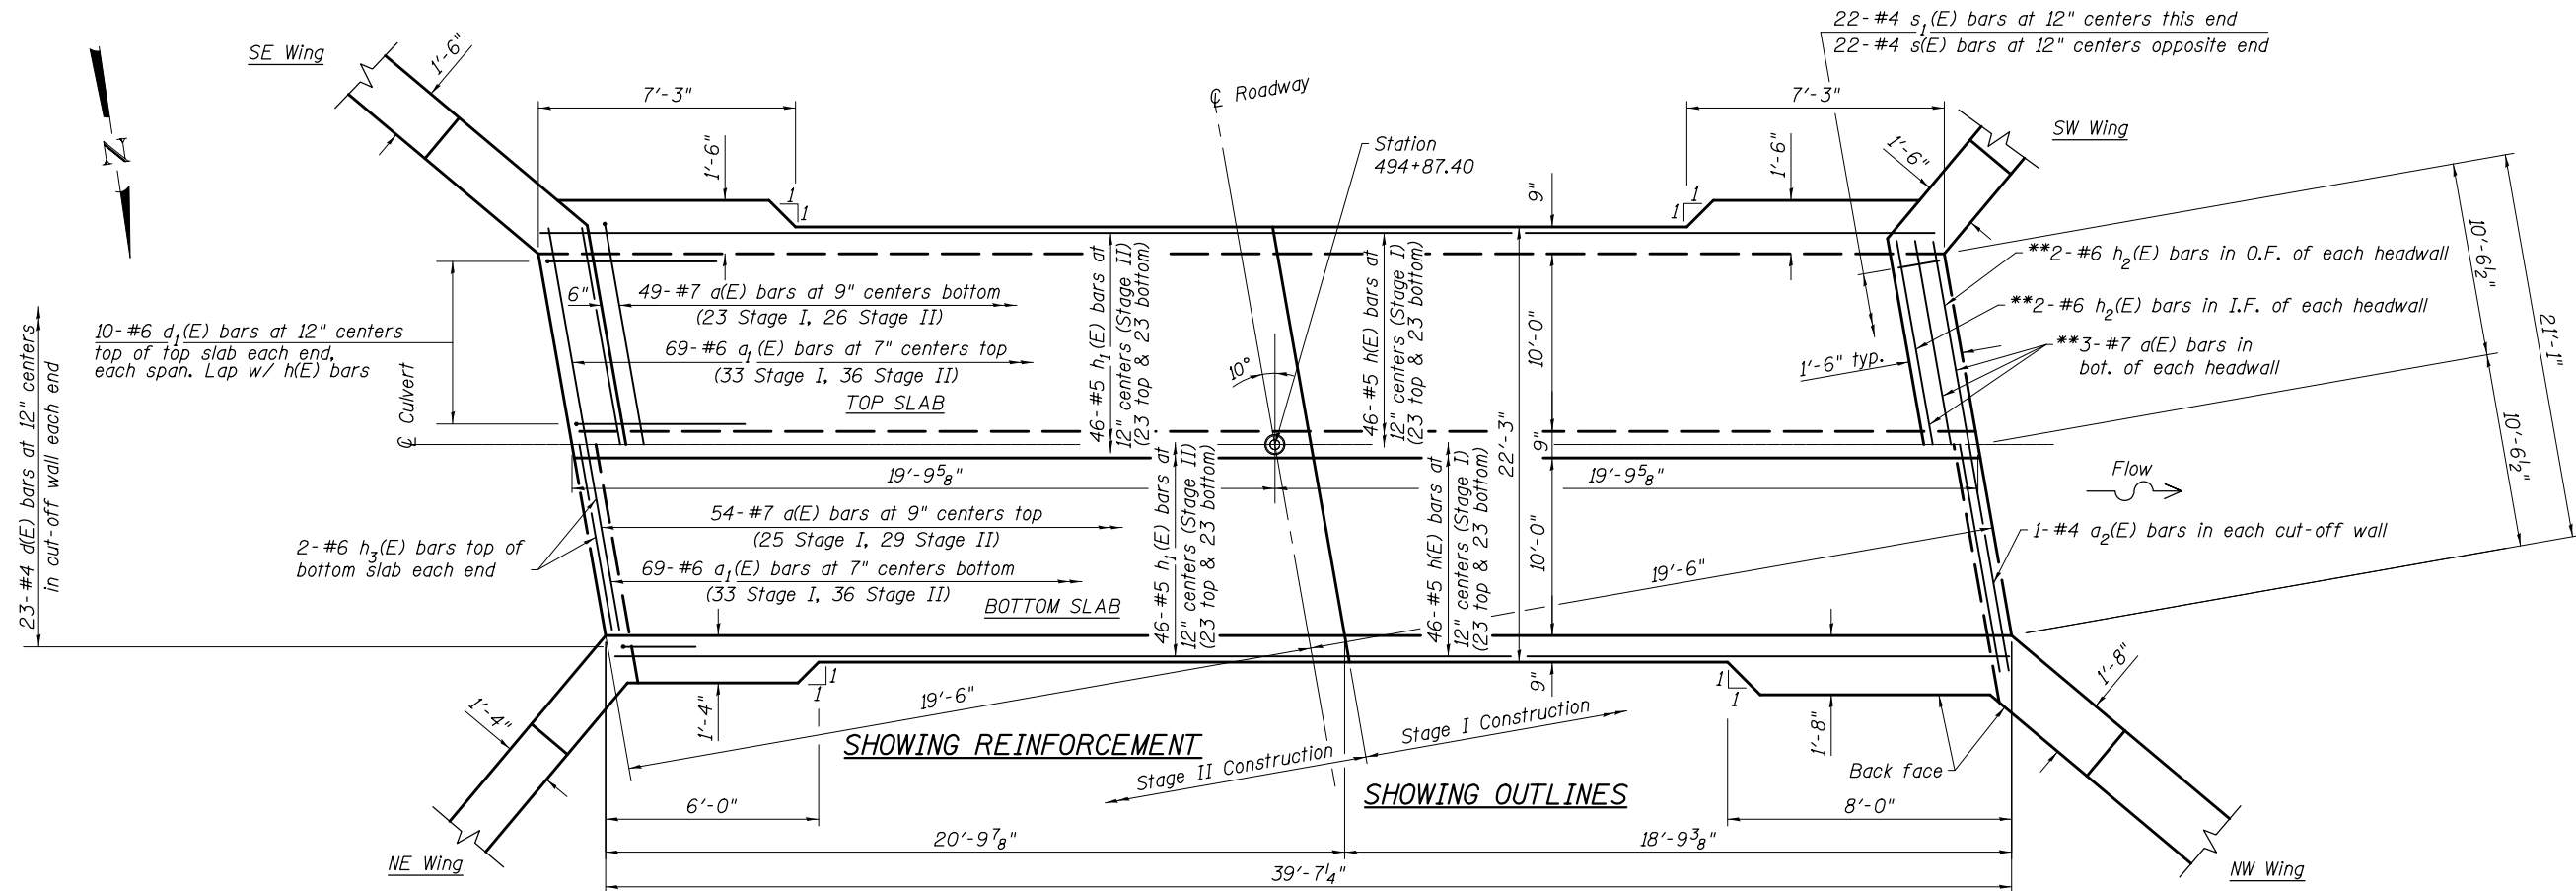 22-#4 s1(E) bars at 12" centers this end
22-#4 s(E) bars at 12" centers opposite end
SE Wing
1'-6"
7'-3"
℄ Roadway
7'-3"
SW Wing
N
1'-6"
Station
494+87.40
9"
1'-6"
1'-6"
1
1
1
1
10'-6½"
21'-1"
**2-#6 h2(E) bars in O.F. of each headwall
6"
49-#7 a(E) bars at 9" centers bottom
(23 Stage I, 26 Stage II)
46-#5 h1(E) bars at
12" centers (Stage II)
(23 top & 23 bottom)
46-#5 h(E) bars at
12" centers (Stage I)
(23 top & 23 bottom)
10'-0"
**2-#6 h2(E) bars in I.F. of each headwall
10-#6 d1(E) bars at 12" centers
top of top slab each end,
each span. Lap w/ h(E) bars
69-#6 a1(E) bars at 7" centers top
(33 Stage I, 36 Stage II)
TOP SLAB
10°
1'-6" typ.
**3-#7 a(E) bars in
bot. of each headwall
℄ Culvert
22'-3"
9"
10'-6½"
23-#4 d(E) bars at 12" centers
in cut-off wall each end
19'-9⅝"
19'-9⅝"
Flow
54-#7 a(E) bars at 9" centers top
(25 Stage I, 29 Stage II)
46-#5 h1(E) bars at
12" centers (Stage II)
(23 top & 23 bottom)
46-#5 h(E) bars at
12" centers (Stage I)
(23 top & 23 bottom)
10'-0"
1-#4 a2(E) bars in each cut-off wall
2-#6 h3(E) bars top of
bottom slab each end
69-#6 a1(E) bars at 7" centers bottom
(33 Stage I, 36 Stage II)
BOTTOM SLAB
19'-6"
1
1
9"
1
1
1'-8"
1'-4"
1'-4"
19'-6"
1'-8"
SHOWING REINFORCEMENT
Stage I Construction
Stage II Construction
Back face
SHOWING OUTLINES
6'-0"
8'-0"
20'-9⅞"
18'-9⅜"
NE Wing
39'-7¼"
NW Wing